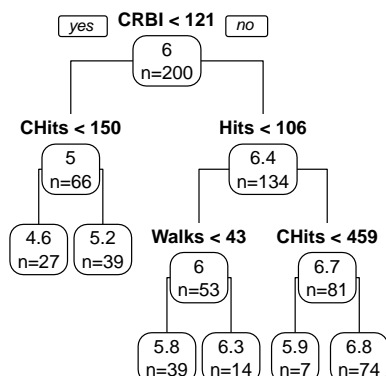 CRBI < 121
yes
no
6
n=200
CHits < 150
Hits < 106
5
n=66
6.4
n=134
Walks < 43
CHits < 459
4.6
n=27
5.2
n=39
6
n=53
6.7
n=81
5.8
n=39
6.3
n=14
5.9
n=7
6.8
n=74